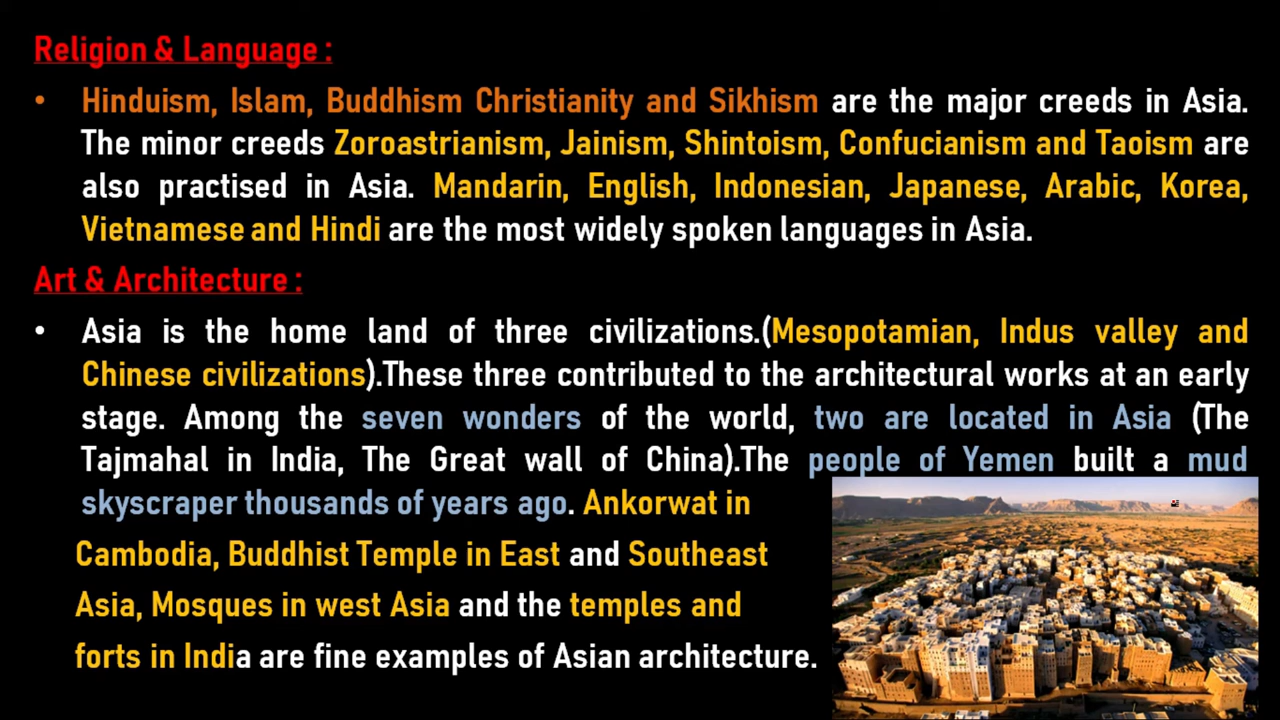 Religion & Language :
• Hinduism, Islam, Buddhism Christianity and Sikhism are the major creeds in Asia.
The minor creeds Zoroastrianism, Jainism, Shintoism, Confucianism and Taoism are
also practised in Asia. Mandarin, English, Indonesian, Japanese, Arabic, Korea,
Vietnamese and Hindi are the most widely spoken languages in Asia.
Art & Architecture :
• Asia is the home land of three civilizations.(Mesopotamian, Indus valley and
Chinese civilizations).These three contributed to the architectural works at an early
stage. Among the seven wonders of the world, two are located in Asia (The
Tajmahal in India, The Great wall of China).The people of Yemen built a mud
skyscraper thousands of years ago. Ankorwat in
Cambodia, Buddhist Temple in East and Southeast
Asia, Mosques in west Asia and the temples and
forts in India are fine examples of Asian architecture.